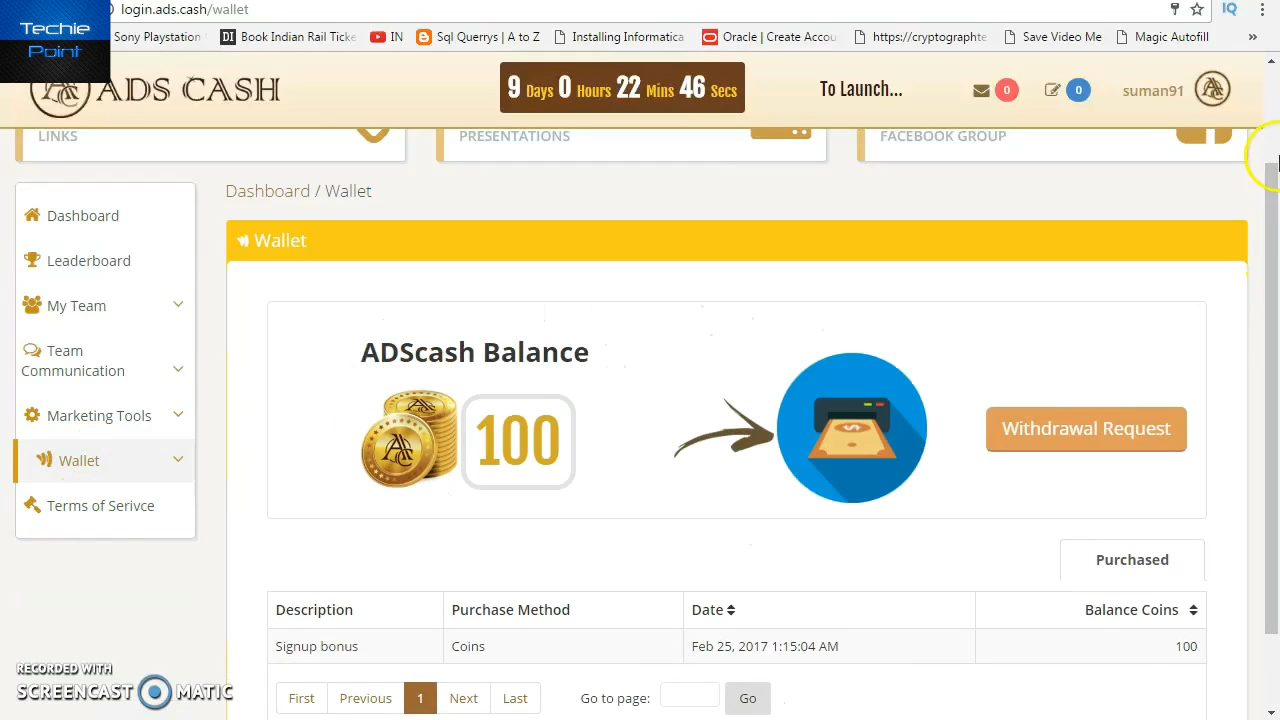 login.ads.cash/wallet
IQ
Techie
Point
Sony Playstation
DI Book Indian Rail Ticke
IN
Sql Querrys | A to Z
Installing Informatica
Oracle | Create Accou
https://cryptographte
Save Video Me
Magic Autofill
»
ADS CASH
9 Days 0 Hours 22 Mins 46 Secs
To Launch...
0
0
suman91
LINKS
PRESENTATIONS
FACEBOOK GROUP
Dashboard / Wallet
Dashboard
Leaderboard
My Team
Team
Communication
Marketing Tools
Wallet
Terms of Serivce
Wallet
ADScash Balance
100
Withdrawal Request
Purchased
Description Purchase Method Date Balance Coins
Signup bonus Coins Feb 25, 2017 1:15:04 AM 100
First Previous 1 Next Last Go to page: Go
RECORDED WITH
SCREENCAST MATIC